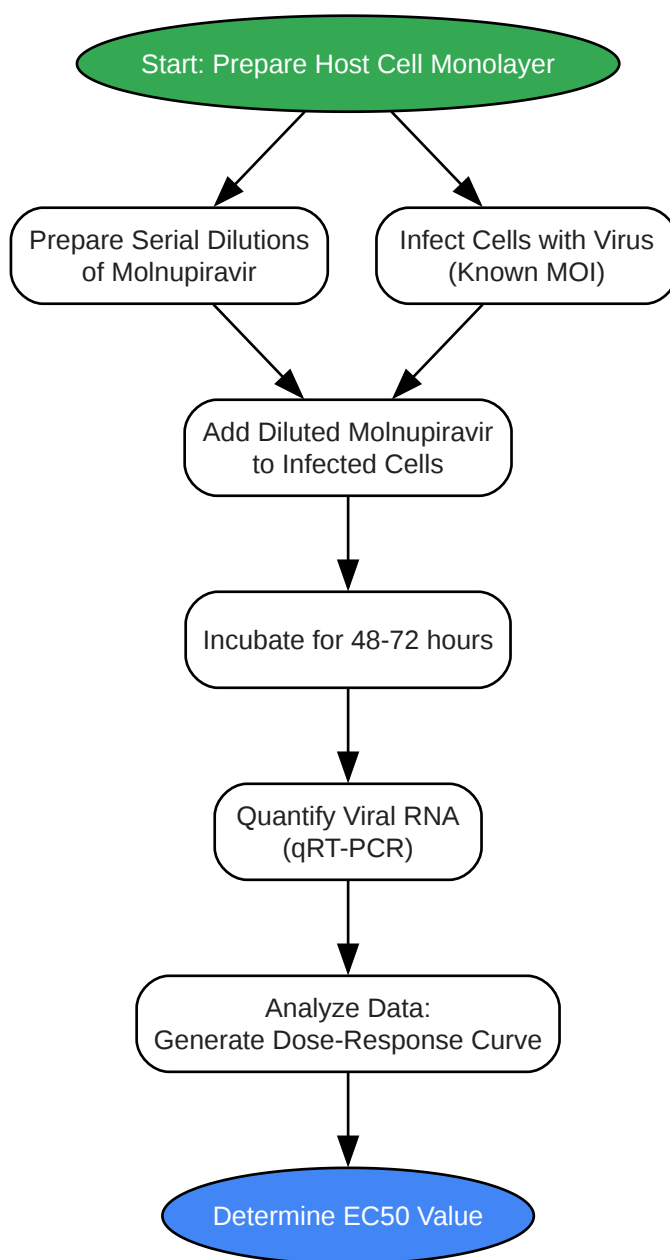 Start: Prepare Host Cell Monolayer
Prepare Serial Dilutions
of Molnupiravir
Infect Cells with Virus
(Known MOI)
Add Diluted Molnupiravir
to Infected Cells
Incubate for 48-72 hours
Quantify Viral RNA
(qRT-PCR)
Analyze Data:
Generate Dose-Response Curve
Determine EC50 Value